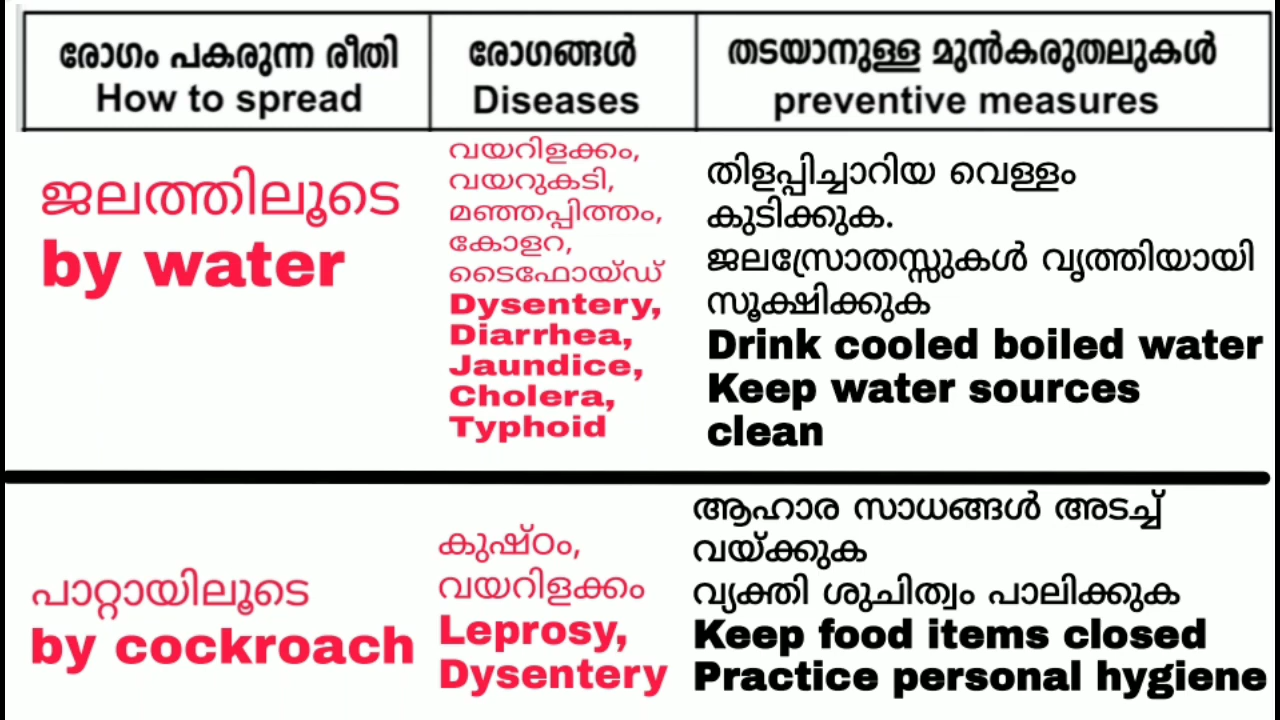 രോഗം പകരുന്ന രീതി
How to spread
രോഗങ്ങൾ
Diseases
തടയാനുള്ള മുൻകരുതലുകൾ
preventive measures
ജലത്തിലൂടെ
by water
വയറിളക്കം,
വയറുകടി,
മഞ്ഞപ്പിത്തം,
കോളറ,
ടൈഫോയ്ഡ്
Dysentery,
Diarrhea,
Jaundice,
Cholera,
Typhoid
തിളപ്പിച്ചാറിയ വെള്ളം
കുടിക്കുക.
ജലസ്രോതസ്സുകൾ വൃത്തിയായി
സൂക്ഷിക്കുക
Drink cooled boiled water
Keep water sources
clean
പാറ്റായിലൂടെ
by cockroach
കുഷ്ഠം,
വയറിളക്കം
Leprosy,
Dysentery
ആഹാര സാധങ്ങൾ അടച്ച്
വയ്ക്കുക
വ്യക്തി ശുചിത്വം പാലിക്കുക
Keep food items closed
Practice personal hygiene